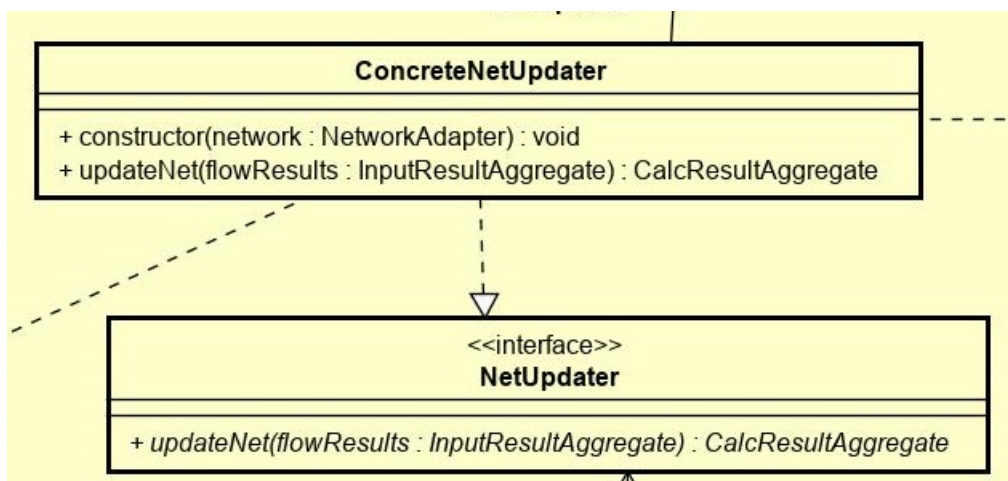 ConcreteNetUpdater
+ constructor(network : NetworkAdapter) : void
+ updateNet(flowResults : InputResultAggregate) : CalcResultAggregate
<<interface>>
NetUpdater
+ updateNet(flowResults : InputResultAggregate) : CalcResultAggregate